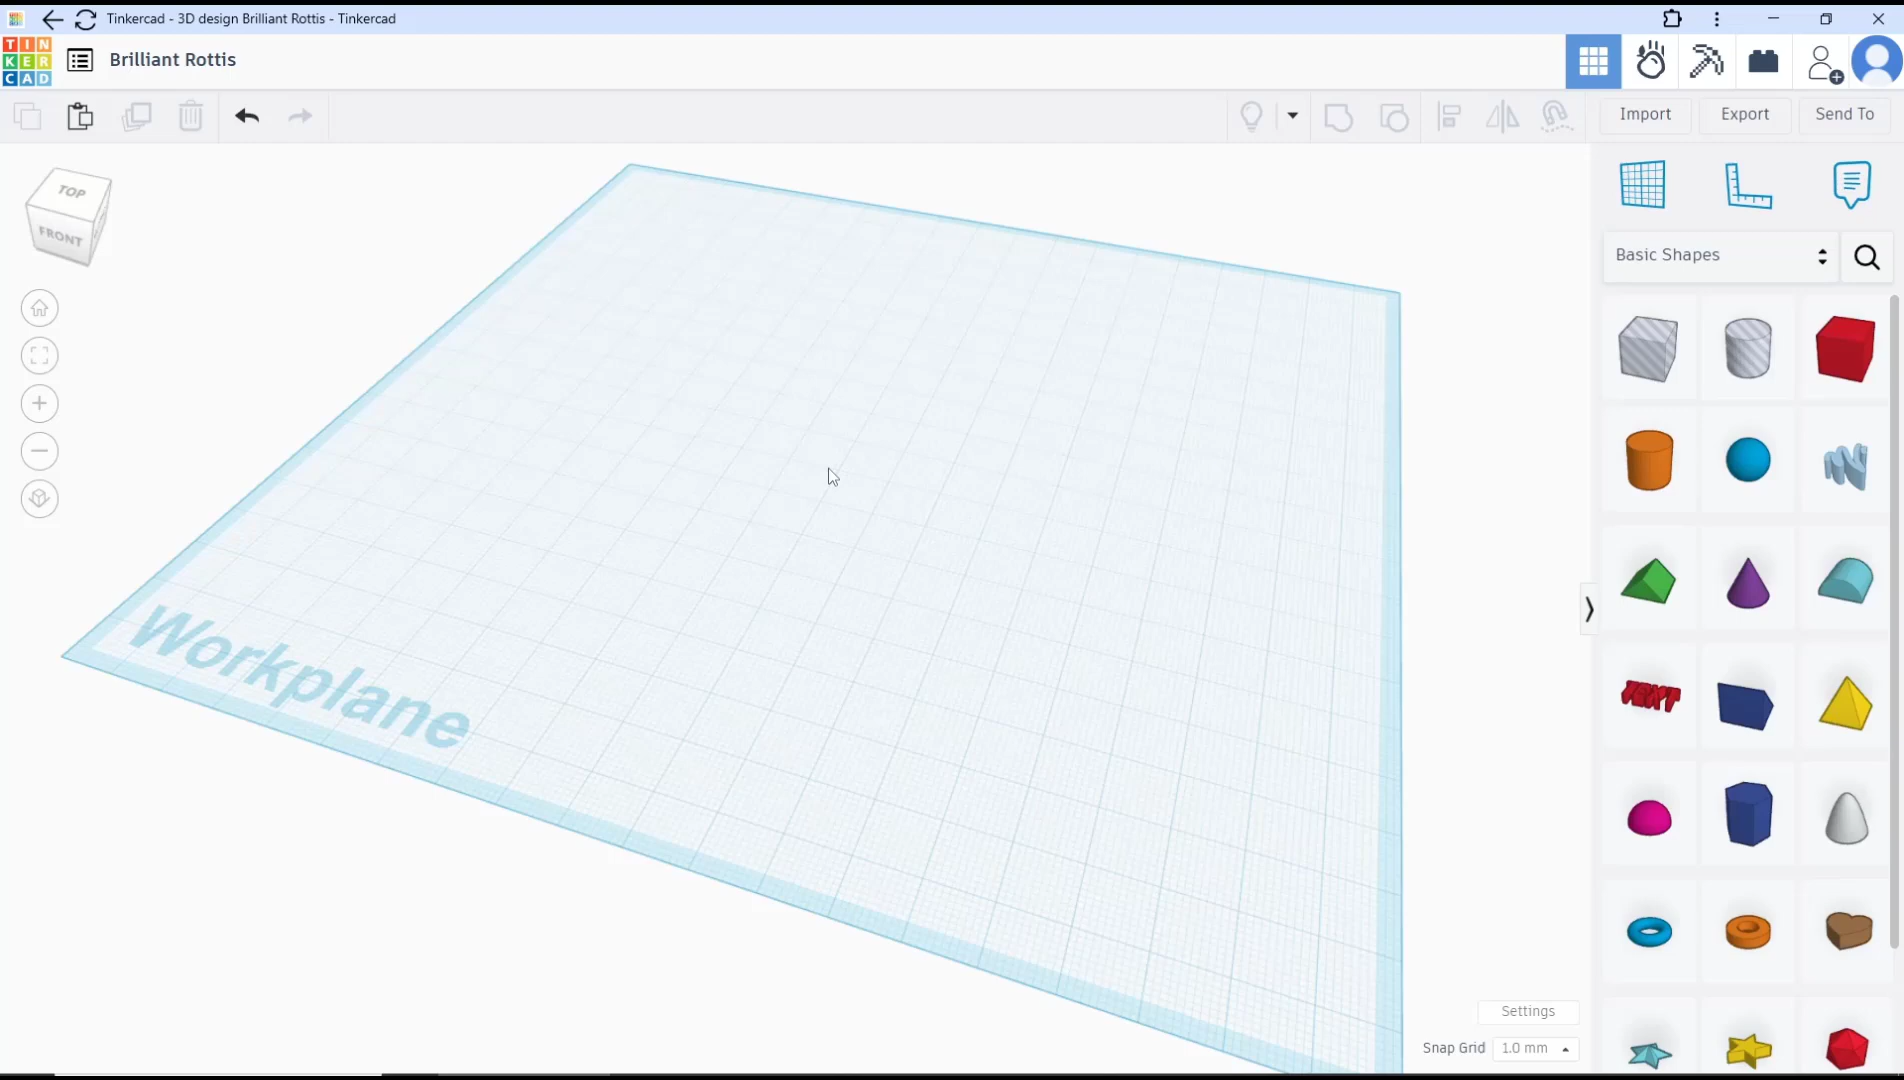 Tinkercad - 3D design Brilliant Rottis - Tinkercad
TIN
KER
CAD
Brilliant Rottis
Import
Export
Send To
TOP
FRONT
Basic Shapes
TEXT
Workplane
Settings
Snap Grid
1.0 mm